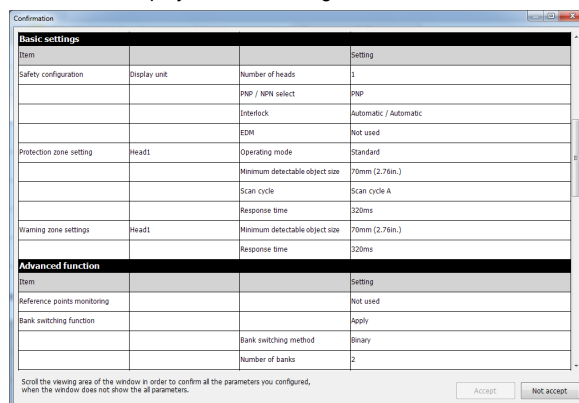 Confirmation
Basic settings
Item Setting
Safety configuration Display unit Number of heads 1
PNP / NPN select PNP
Interlock Automatic / Automatic
EDM Not used
Protection zone setting Head1 Operating mode Standard
Minimum detectable object size 70mm (2.76in.)
Scan cycle Scan cycle A
Response time 320ms
Warning zone settings Head1 Minimum detectable object size 70mm (2.76in.)
Response time 320ms
Advanced function
Item Setting
Reference points monitoring Not used
Bank switching function Apply
Bank switching method Binary
Number of banks 2
Scroll the viewing area of the window in order to confirm all the parameters you configured,
when the window does not show the all parameters.
Accept Not accept